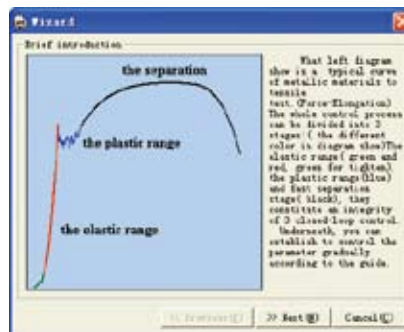 Wizard
Brief introduction
the separation
the plastic range
the elastic range
What left diagram
show is a typical curve
of metallic materials to
tensile
test.(Force-Elongation)
The whole control process
can be divided into 3
stages:( the different
color in diagram show)The
elastic range( green and
red, green for tighten),
the plastic range(blue)
and fast separation
stage( black), they
constitute an integrity
of 3 closed-loop control.
Underneath, you can
establish to control the
parameter gradually
according to the guide.
<< Previous(P)
>> Next(N)
Cancel(C)